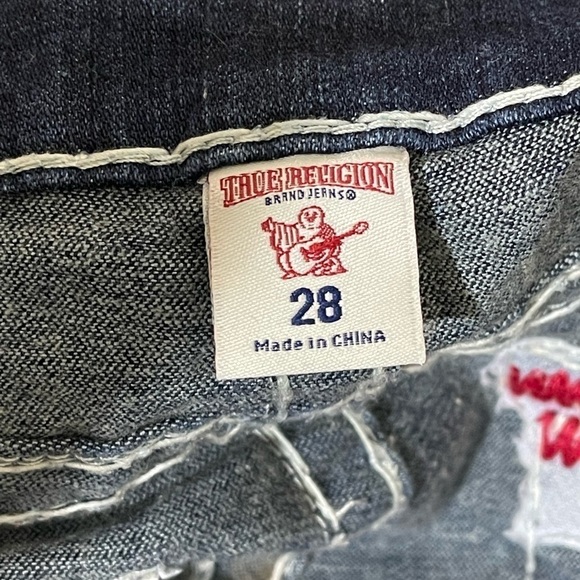 TRUE RELIGION
BRAND JEANS®
28
Made in CHINA